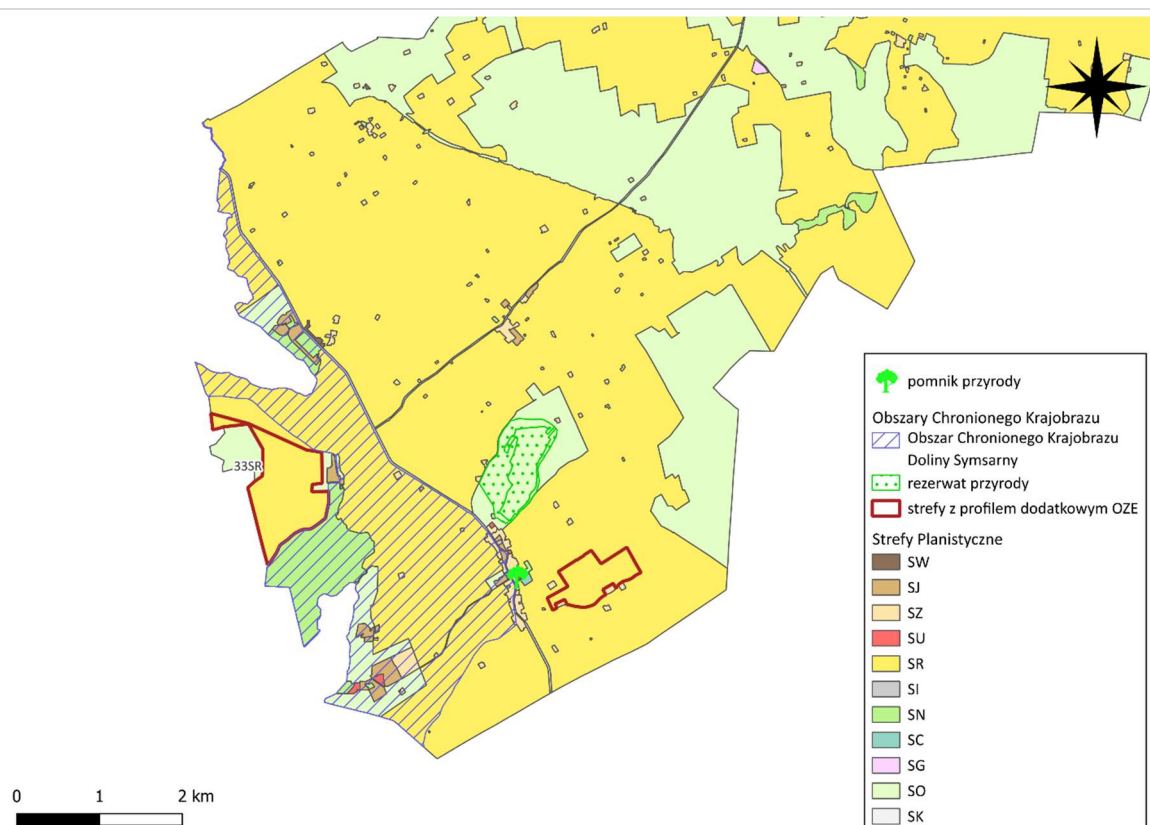 33SR
pomnik przyrody
Obszary Chronionego Krajobrazu
Obszar Chronionego Krajobrazu
Doliny Symsarny
rezerwat przyrody
strefy z profilem dodatkowym OZE
Strefy Planistyczne
SW
SJ
SZ
SU
SR
SI
SN
SC
SG
SO
SK
0 1 2 km